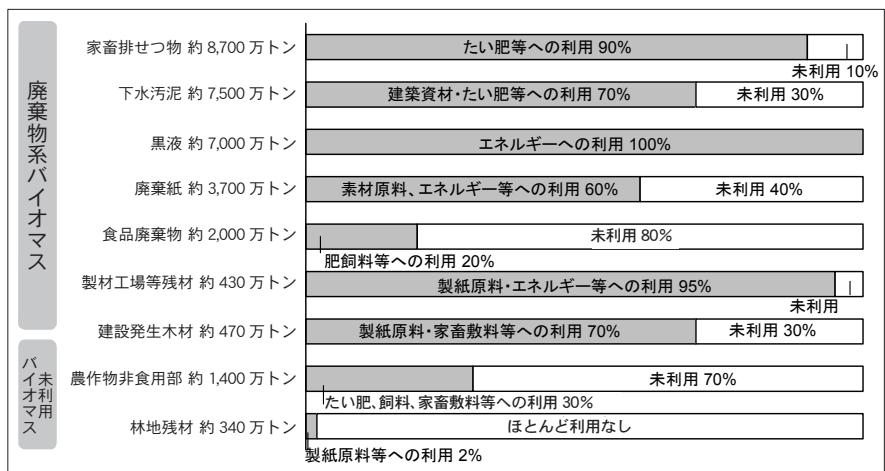 廃棄物系バイオマス
家畜排せつ物 約 8,700 万トン
たい肥等への利用 90%
未利用 10%
下水汚泥 約 7,500 万トン
建築資材・たい肥等への利用 70%
未利用 30%
黒液 約 7,000 万トン
エネルギーへの利用 100%
廃棄紙 約 3,700 万トン
素材原料、エネルギー等への利用 60%
未利用 40%
食品廃棄物 約 2,000 万トン
未利用 80%
肥飼料等への利用 20%
製材工場等残材 約 430 万トン
製紙原料・エネルギー等への利用 95%
未利用
建設発生木材 約 470 万トン
製紙原料・家畜敷料等への利用 70%
未利用 30%
未利用
バイオマス
農作物非食用部 約 1,400 万トン
未利用 70%
たい肥、飼料、家畜敷料等への利用 30%
林地残材 約 340 万トン
ほとんど利用なし
製紙原料等への利用 2%